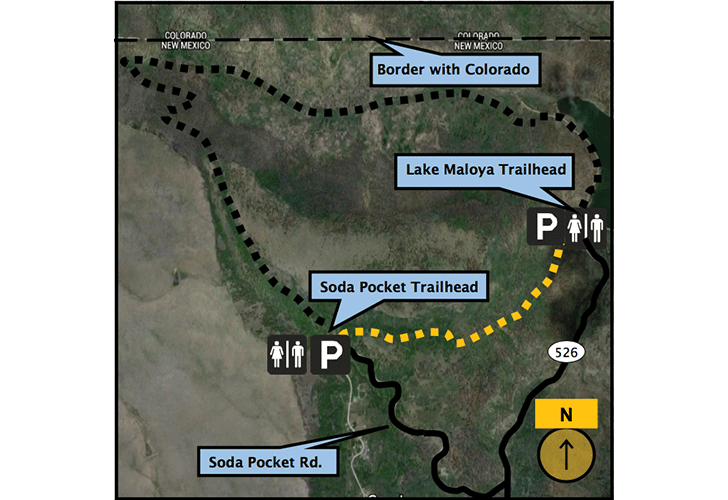 COLORADO
NEW MEXICO
COLORADO
NEW MEXICO
Border with Colorado
Lake Maloya Trailhead
P
Soda Pocket Trailhead
P
526
N
Soda Pocket Rd.